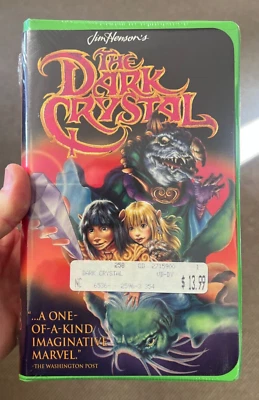 Jim Henson's
THE
DARK
CRYSTAL
DARK CRYSTAL
$13.99
"...A ONE-
OF-A-KIND
IMAGINATIVE
MARVEL."
-THE WASHINGTON POST